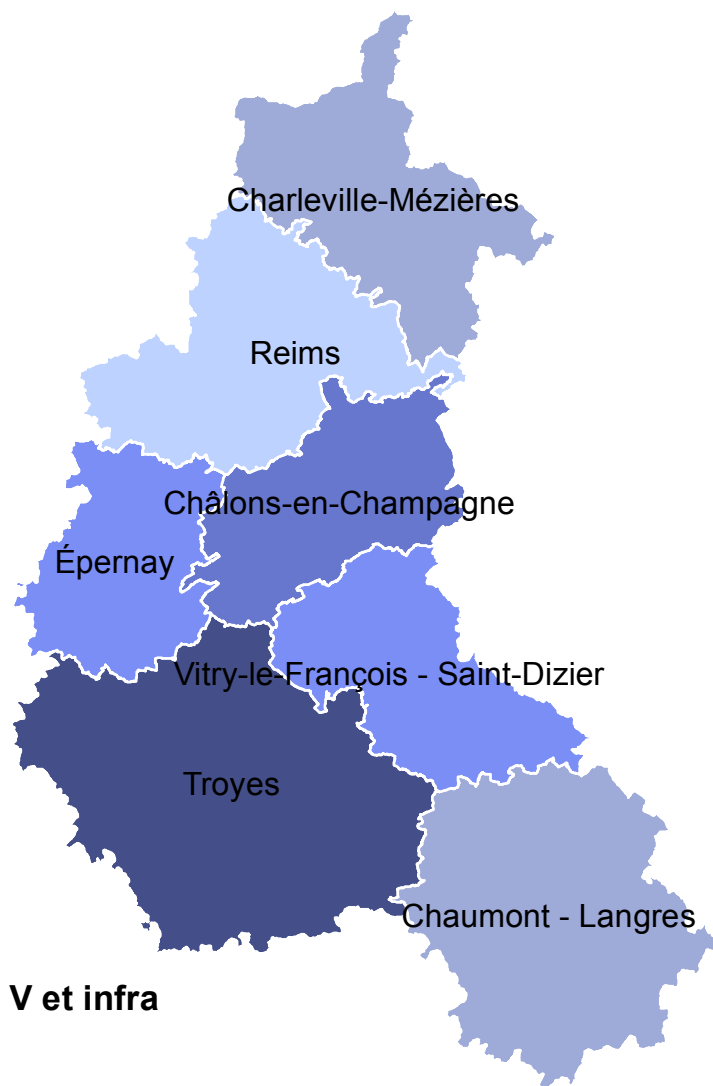 Charleville-Mézières
Reims
Châlons-en-Champagne
Épernay
Vitry-le-François - Saint-Dizier
Troyes
Chaumont - Langres
V et infra